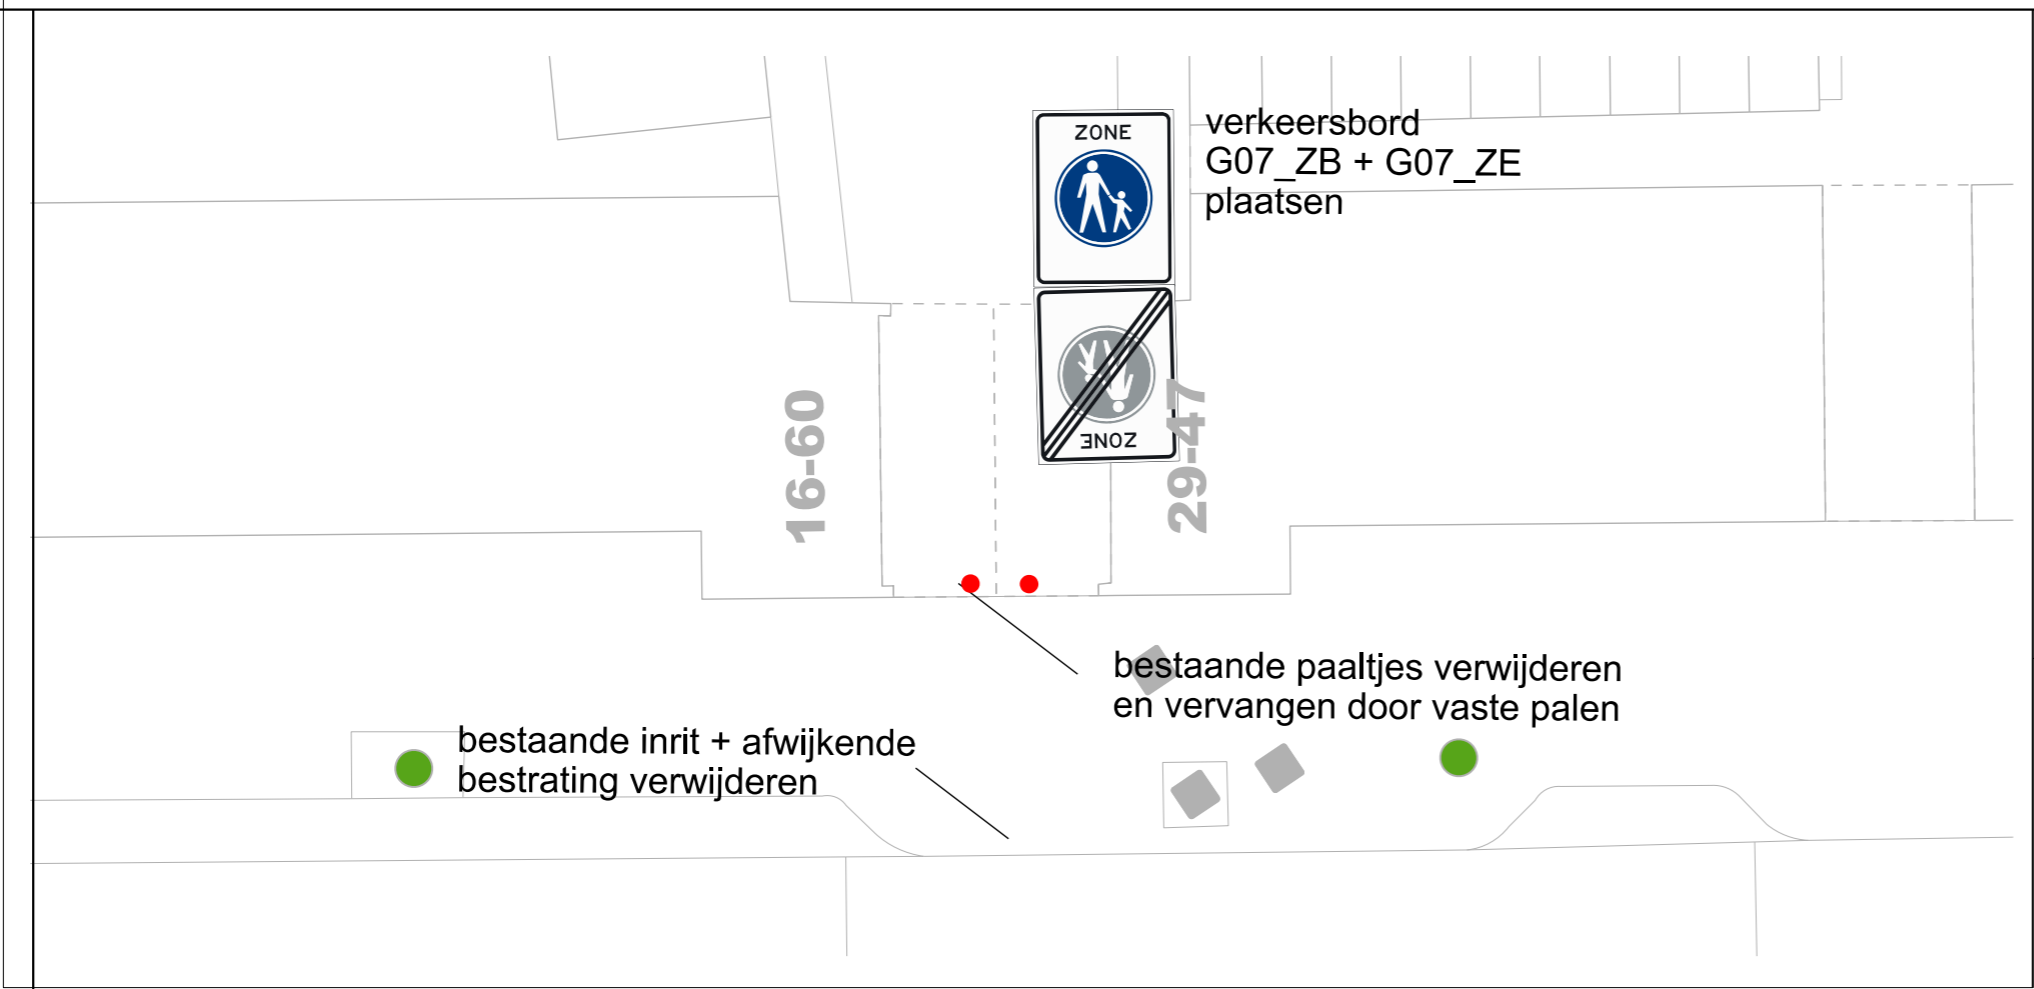 ZONE
verkeersbord
G07_ZB + G07_ZE
plaatsen
ZONE
16-60
29-47
bestaande paaltjes verwijderen
en vervangen door vaste palen
bestaande inrit + afwijkende
bestrating verwijderen